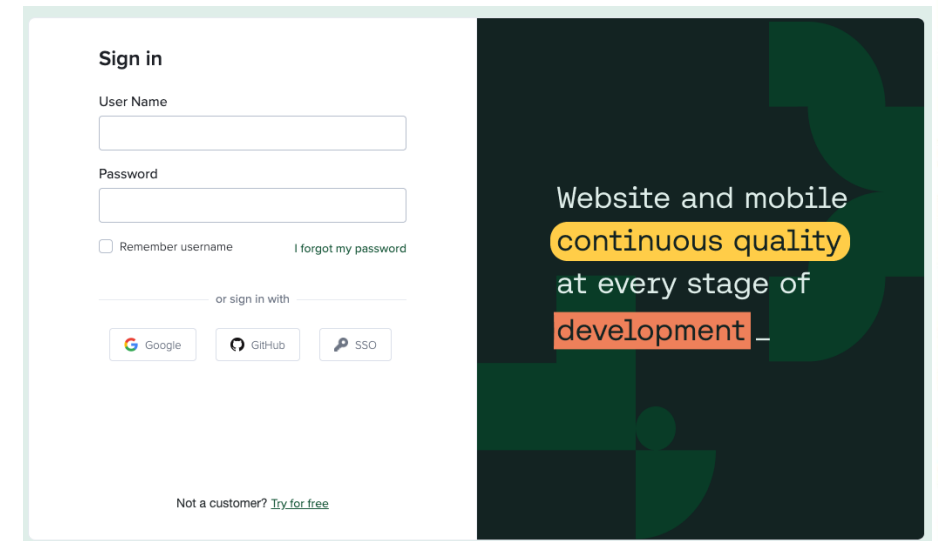 Sign in
User Name
Password
Remember username
I forgot my password
or sign in with
Google
GitHub
SSO
Not a customer? Try for free
Website and mobile
continuous quality
at every stage of
development _